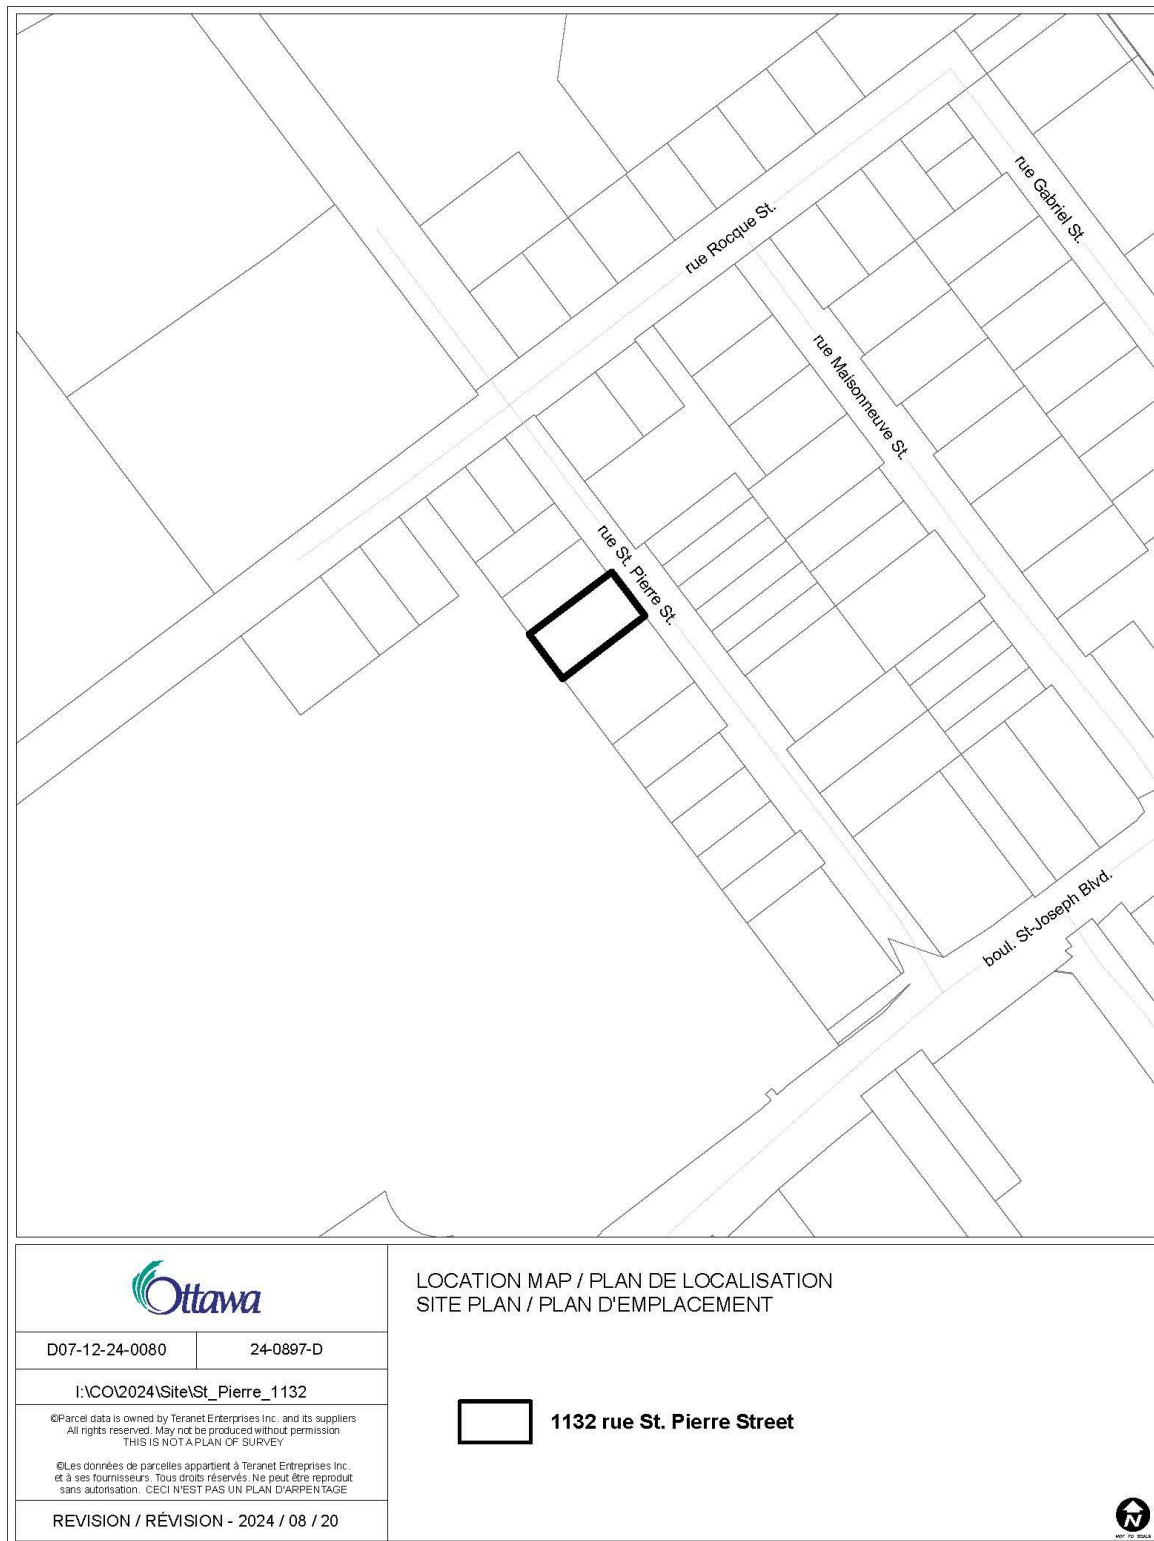 rue Gabriel St.
rue Rocque St.
rue Maisonneuve St.
rue St. Pierre St.
boul. St-Joseph Blvd.
Ottawa
D07-12-24-0080
24-0897-D
I:\CO\2024\Site\St_Pierre_1132
©Parcel data is owned by Teranet Enterprises Inc. and its suppliers
All rights reserved. May not be produced without permission
THIS IS NOT A PLAN OF SURVEY
©Les données de parcelles appartient à Teranet Entreprises Inc.
et à ses fournisseurs. Tous droits réservés. Ne peut être reproduit
sans autorisation. CECI N'EST PAS UN PLAN D'ARPENTAGE
REVISION / RÉVISION - 2024 / 08 / 20
LOCATION MAP / PLAN DE LOCALISATION
SITE PLAN / PLAN D'EMPLACEMENT
1132 rue St. Pierre Street
N
NOT TO SCALE